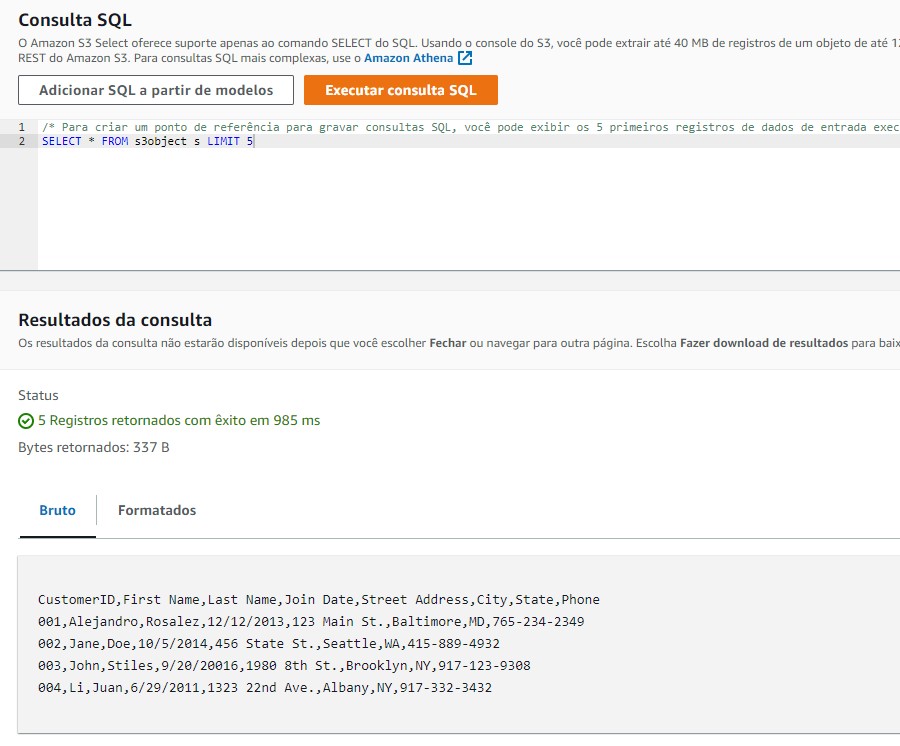 Consulta SQL
O Amazon S3 Select oferece suporte apenas ao comando SELECT do SQL. Usando o console do S3, você pode extrair até 40 MB de registros de um objeto de até
REST do Amazon S3. Para consultas SQL mais complexas, use o Amazon Athena
Adicionar SQL a partir de modelos
Executar consulta SQL
1 /* Para criar um ponto de referência para gravar consultas SQL, você pode exibir os 5 primeiros registros de dados de entrada exec
2 SELECT * FROM s3object s LIMIT 5
Resultados da consulta
Os resultados da consulta não estarão disponíveis depois que você escolher Fechar ou navegar para outra página. Escolha Fazer download de resultados para baix
Status
5 Registros retornados com êxito em 985 ms
Bytes retornados: 337 B
Bruto Formatados
CustomerID,First Name,Last Name,Join Date,Street Address,City,State,Phone
001,Alejandro,Rosalez,12/12/2013,123 Main St.,Baltimore,MD,765-234-2349
002,Jane,Doe,10/5/2014,456 State St.,Seattle,WA,415-889-4932
003,John,Stiles,9/20/20016,1980 8th St.,Brooklyn,NY,917-123-9308
004,Li,Juan,6/29/2011,1323 22nd Ave.,Albany,NY,917-332-3432